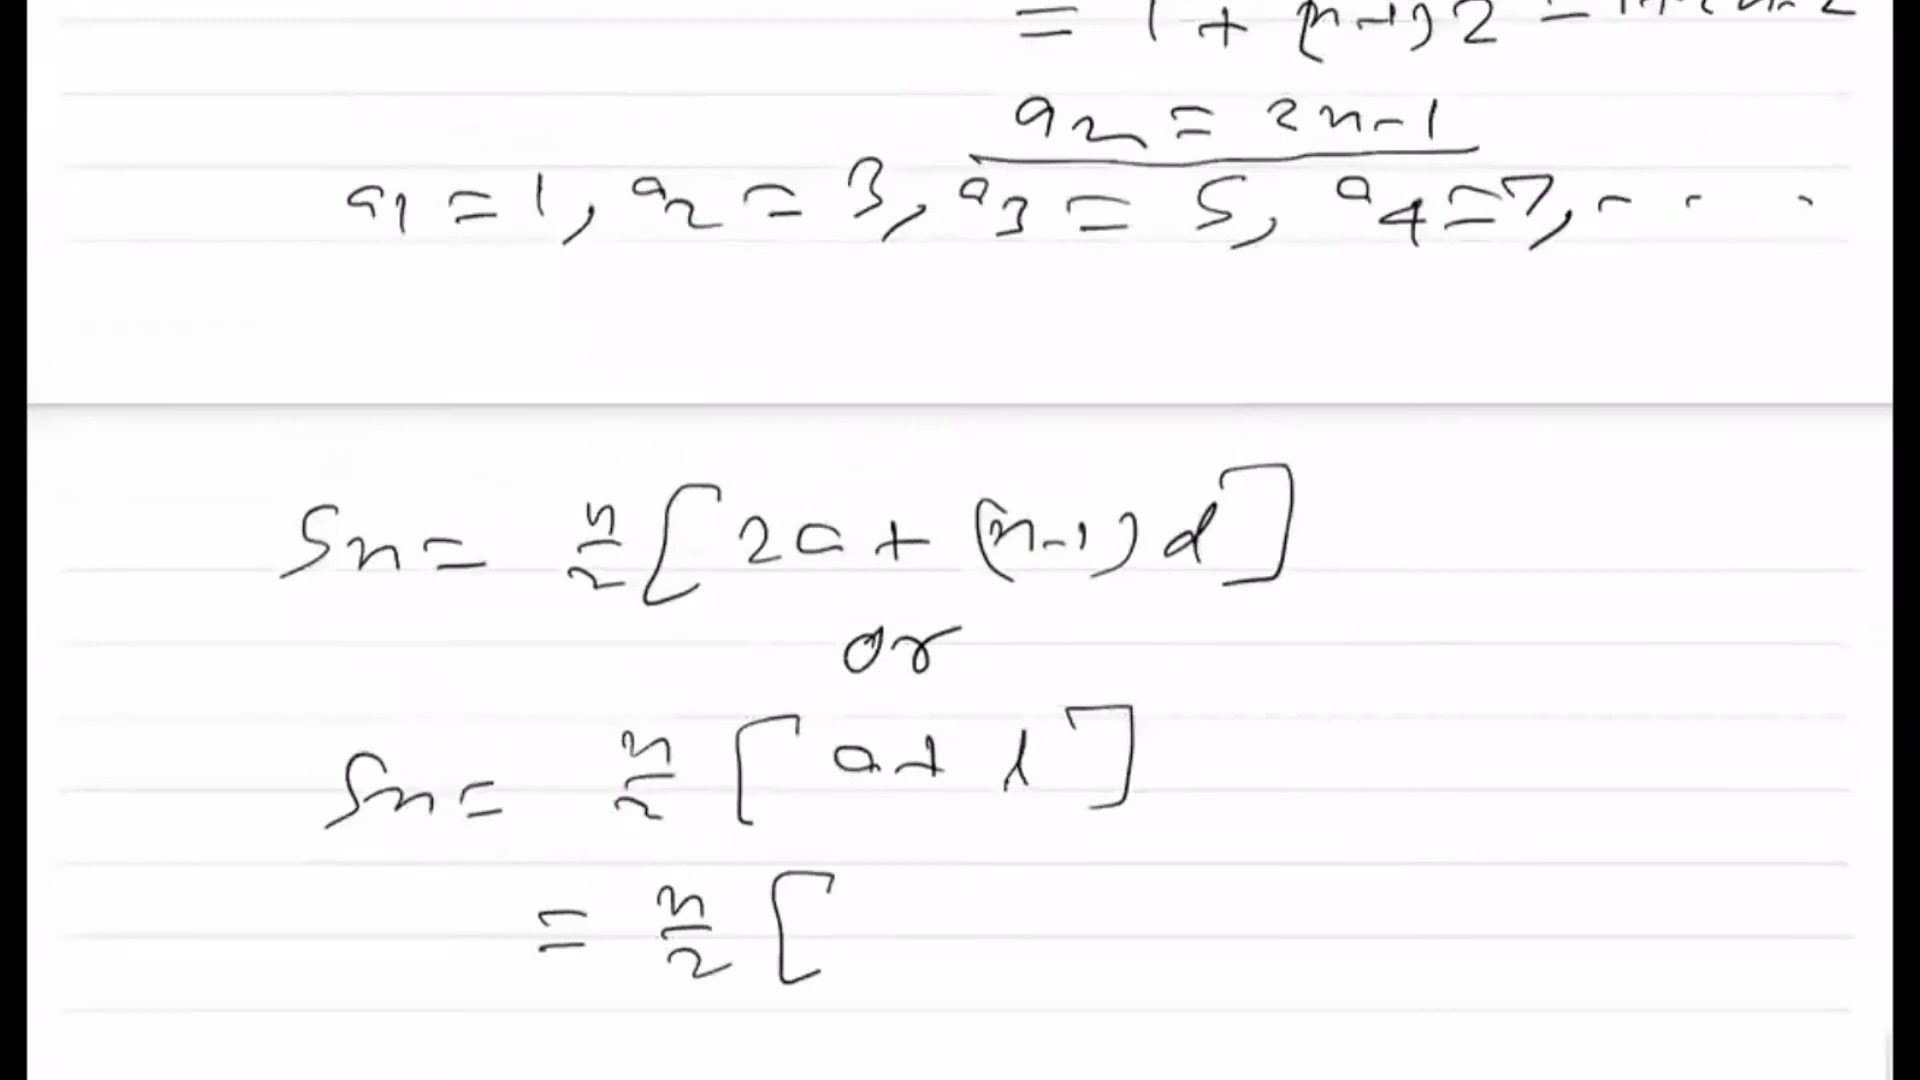 = 1 + (n-1) 2 =
an = 2n-1
a1 = 1, a2 = 3, a3 = 5, a4 = 7, - - -
Sn = n/2 [2a + (n-1) d]
or
Sn = n/2 [a + l]
= n/2 [